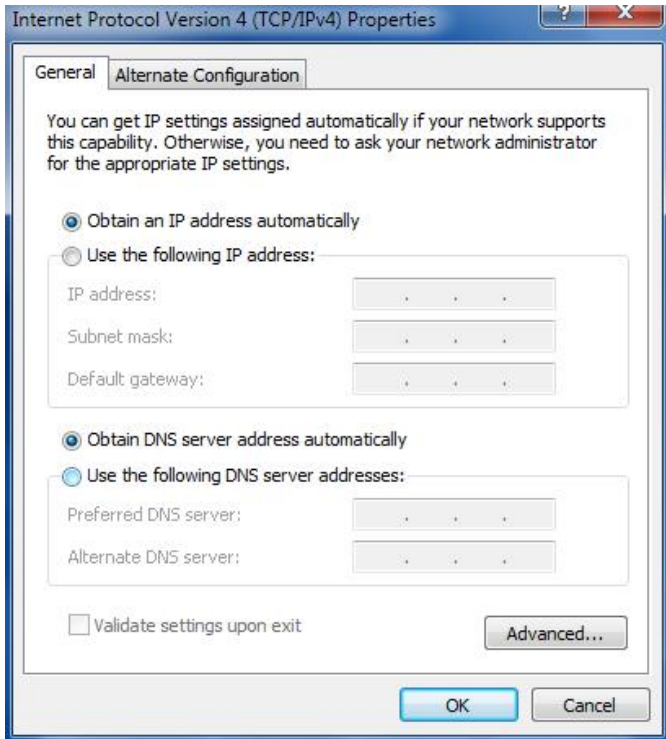 Internet Protocol Version 4 (TCP/IPv4) Properties
General
Alternate Configuration
You can get IP settings assigned automatically if your network supports
this capability. Otherwise, you need to ask your network administrator
for the appropriate IP settings.
Obtain an IP address automatically
Use the following IP address:
IP address:
Subnet mask:
Default gateway:
Obtain DNS server address automatically
Use the following DNS server addresses:
Preferred DNS server:
Alternate DNS server:
Validate settings upon exit
Advanced...
OK
Cancel